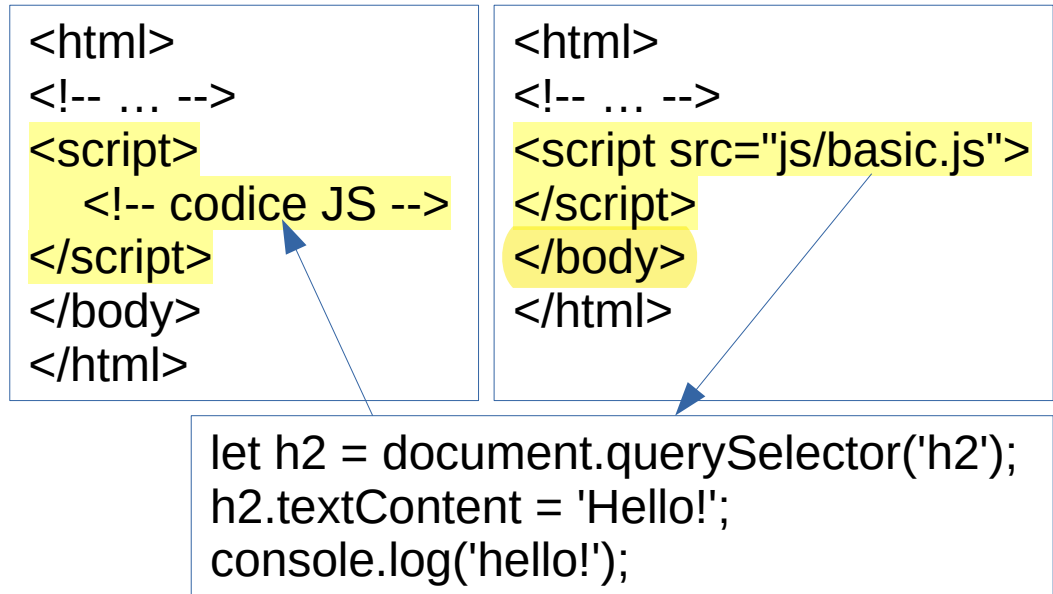 <html>
<!-- … -->
<script>
<!-- codice JS -->
</script>
</body>
</html>
<html>
<!-- … -->
<script src="js/basic.js">
</script>
</body>
</html>
let h2 = document.querySelector('h2');
h2.textContent = 'Hello!';
console.log('hello!');